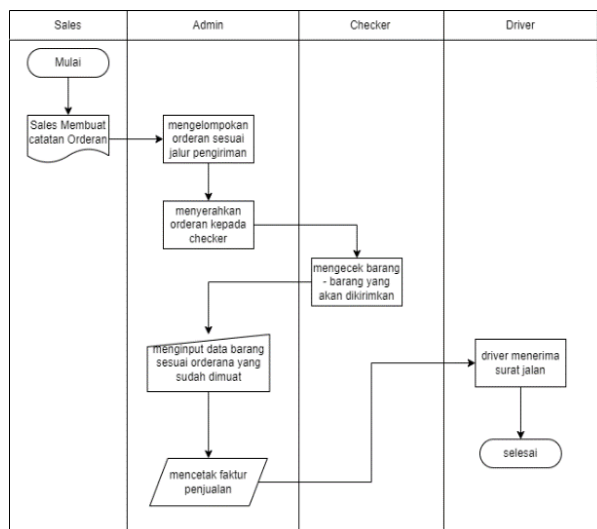 Sales
Admin
Checker
Driver
Mulai
Sales Membuat
catatan Orderan
mengelompokan
orderan sesuai
jalur pengiriman
menyerahkan
orderan kepada
checker
mengecek barang
- barang yang
akan dikirimkan
menginput data barang
sesuai orderana yang
sudah dimuat
mencetak faktur
penjualan
driver menerima
surat jalan
selesai